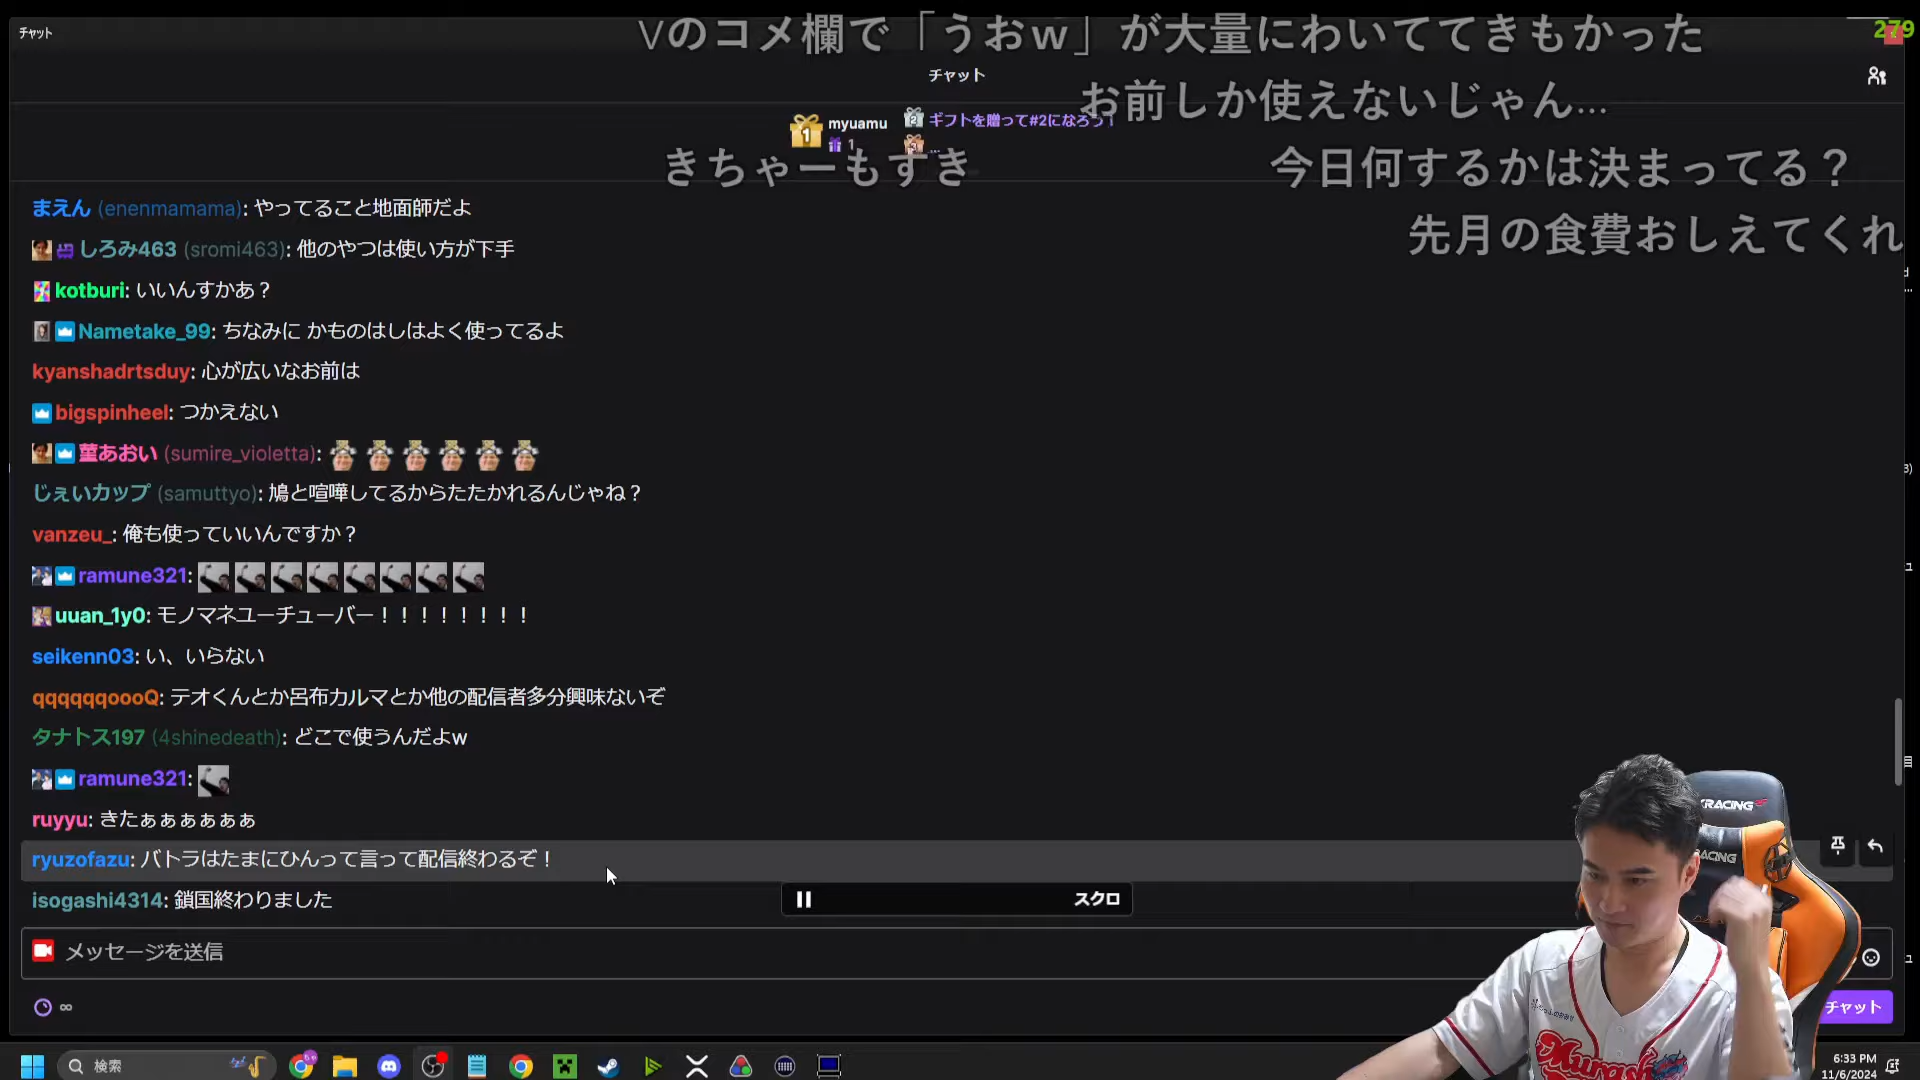 チャット
Vのコメ欄で「うおw」が大量にわいててきもかった
279
チャット
お前しか使えないじゃん...
1 myuamu
1
2 ギフトを贈って#2になろう!
...
きちゃーもすき
今日何するかは決まってる？
先月の食費おしえてくれ
まえん (enenmamama): やってること地面師だよ
しろみ463 (sromi463): 他のやつは使い方が下手
kotburi: いいんすかあ？
Nametake_99: ちなみに かものはしはよく使ってるよ
kyanshadrtsduy: 心が広いなお前は
bigspinheel: つかえない
菫あおい (sumire_violetta):
じぇいカップ (samuttyo): 鳩と喧嘩してるからたたかれるんじゃね？
vanzeu_: 俺も使っていいんですか？
ramune321:
uuan_1y0: モノマネユーチューバー！！！！！！！！
seikenn03: い、いらない
qqqqqqoooQ: テオくんとか呂布カルマとか他の配信者多分興味ないぞ
タナトス197 (4shinedeath): どこで使うんだよw
ramune321:
ruyyu: きたぁぁぁぁぁぁ
ryuzofazu: バトラはたまにひんって言って配信終わるぞ！
isogashi4314: 鎖国終わりました
スクロ
メッセージを送信
∞
チャット
検索
6:33 PM
11/6/2024